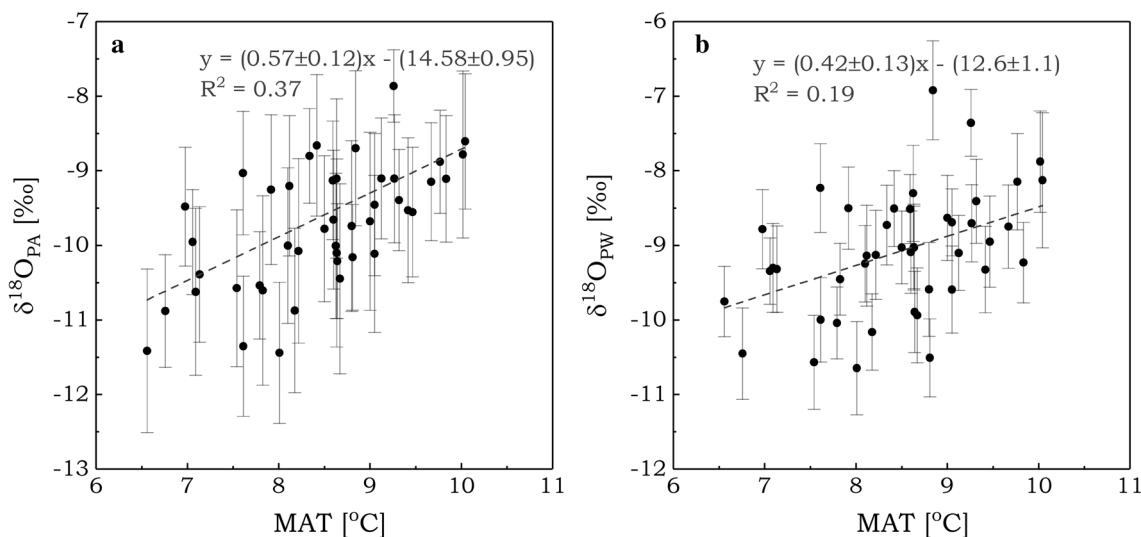 a
y = (0.57±0.12)x - (14.58±0.95)
R² = 0.37
-7
-8
-9
-10
-11
-12
-13
δ¹⁸O_PA [‰]
6 7 8 9 10 11
MAT [°C]
b
y = (0.42±0.13)x - (12.6±1.1)
R² = 0.19
-6
-7
-8
-9
-10
-11
-12
δ¹⁸O_PW [‰]
6 7 8 9 10 11
MAT [°C]